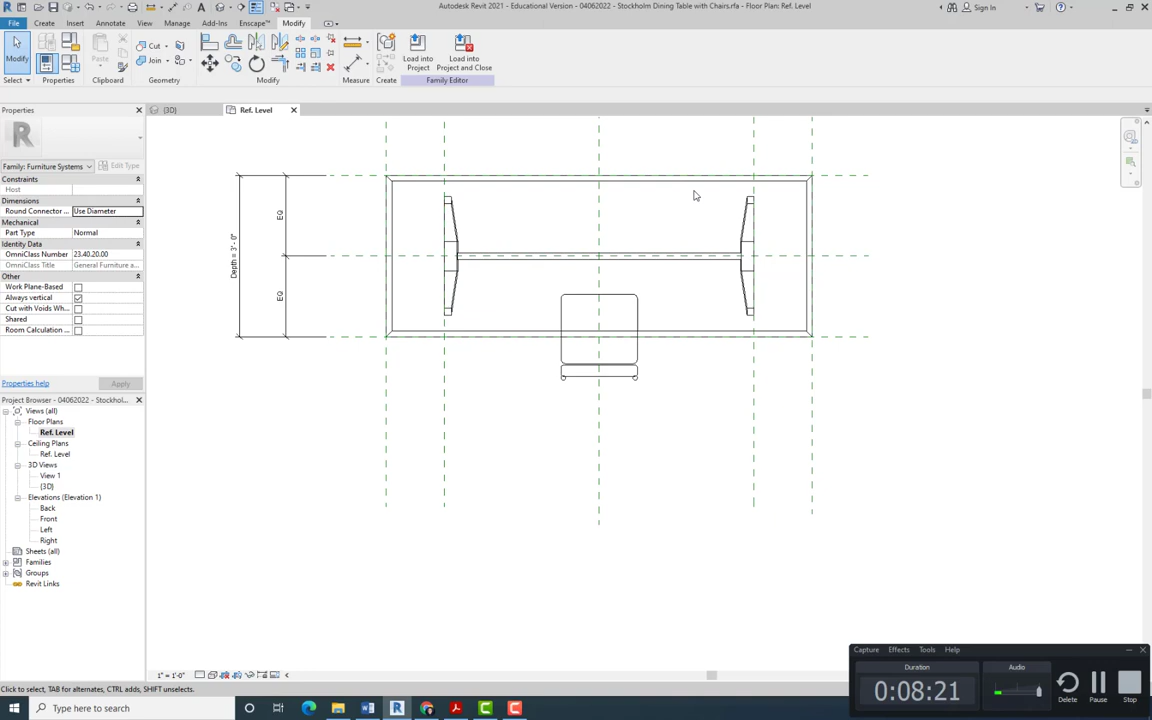 Autodesk Revit 2021 - Educational Version - 04062022 - Stockholm Dining Table with Chairs.rfa - Floor Plan: Ref. Level
Sign In
File Create Insert Annotate View Manage Add-Ins Enscape™ Modify
Modify
Paste
Cut
Join
Load into
Project
Load into
Project and Close
Select Properties Clipboard Geometry Modify Measure Create Family Editor
Properties
{3D}
Ref. Level
Family: Furniture Systems
Edit Type
Constraints
Host
Dimensions
Round Connector ... Use Diameter
Mechanical
Part Type Normal
Identity Data
OmniClass Number 23.40.20.00
OmniClass Title General Furniture a...
Other
Work Plane-Based
Always vertical
Cut with Voids Wh...
Shared
Room Calculation ...
Properties help
Apply
Project Browser - 04062022 - Stockho...
Views (all)
Floor Plans
Ref. Level
Ceiling Plans
Ref. Level
3D Views
View 1
{3D}
Elevations (Elevation 1)
Back
Front
Left
Right
Sheets (all)
Families
Groups
Revit Links
Depth = 3' - 0"
EQ
EQ
1" = 1'-0"
Click to select, TAB for alternates, CTRL adds, SHIFT unselects.
Capture Effects Tools Help
Duration
0:08:21
Audio
Delete Pause Stop
Type here to search